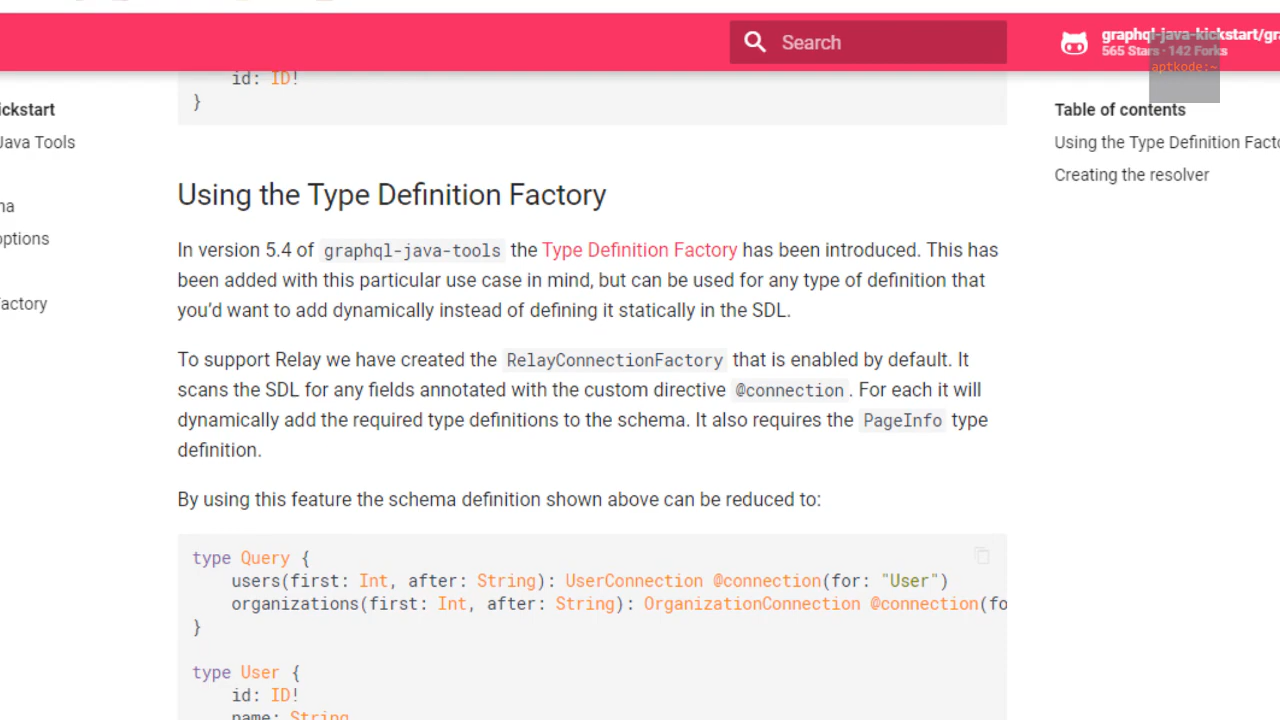 Search
graphql-java-kickstart/gra
565 Stars · 142 Forks
aptkode:~
ickstart
Java Tools
na
options
actory
id: ID!
}
Using the Type Definition Factory
In version 5.4 of graphql-java-tools the Type Definition Factory has been introduced. This has
been added with this particular use case in mind, but can be used for any type of definition that
you’d want to add dynamically instead of defining it statically in the SDL.
To support Relay we have created the RelayConnectionFactory that is enabled by default. It
scans the SDL for any fields annotated with the custom directive @connection. For each it will
dynamically add the required type definitions to the schema. It also requires the PageInfo type
definition.
By using this feature the schema definition shown above can be reduced to:
type Query {
users(first: Int, after: String): UserConnection @connection(for: "User")
organizations(first: Int, after: String): OrganizationConnection @connection(fo
}
type User {
id: ID!
name: String
Table of contents
Using the Type Definition Facto
Creating the resolver